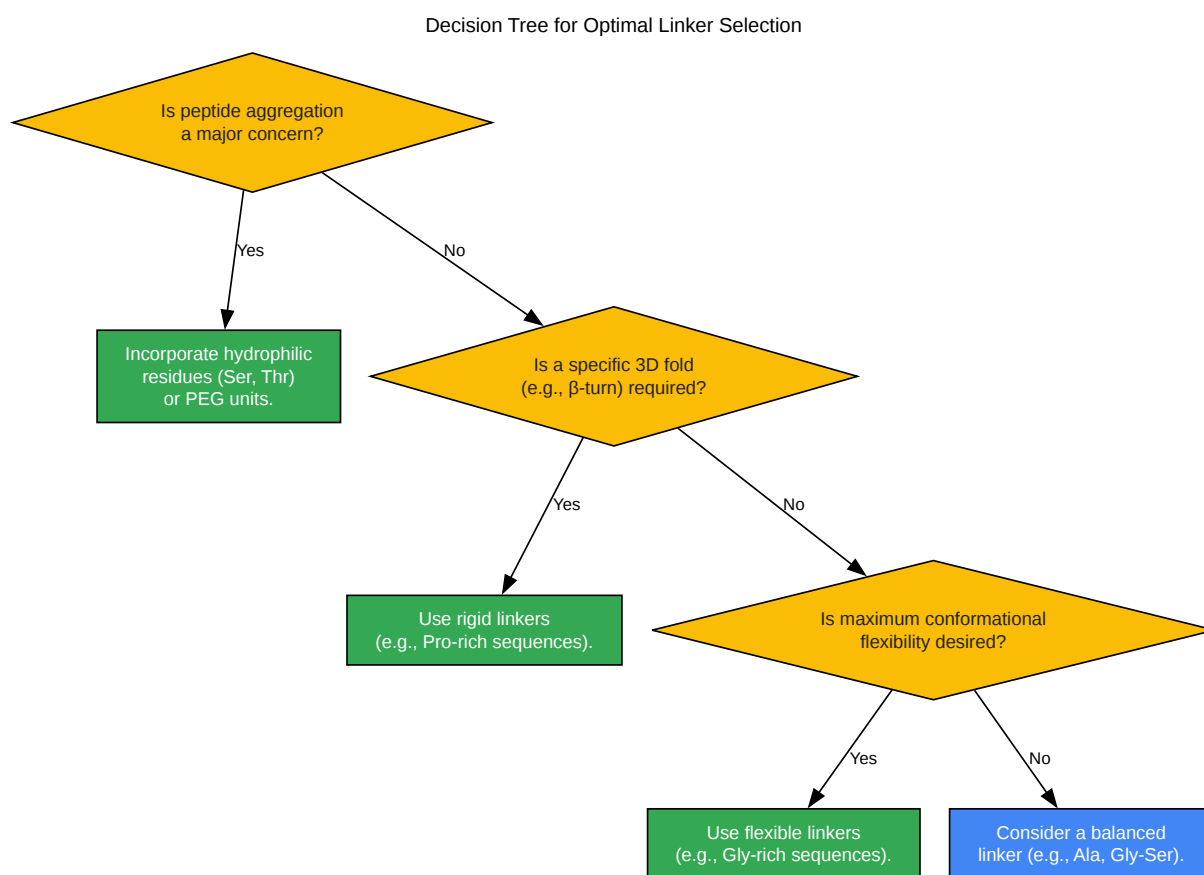 Decision Tree for Optimal Linker Selection
Is peptide aggregation
a major concern?
Yes
No
Incorporate hydrophilic
residues (Ser, Thr)
or PEG units.
Is a specific 3D fold
(e.g., β-turn) required?
Yes
No
Use rigid linkers
(e.g., Pro-rich sequences).
Is maximum conformational
flexibility desired?
Yes
No
Use flexible linkers
(e.g., Gly-rich sequences).
Consider a balanced
linker (e.g., Ala, Gly-Ser).